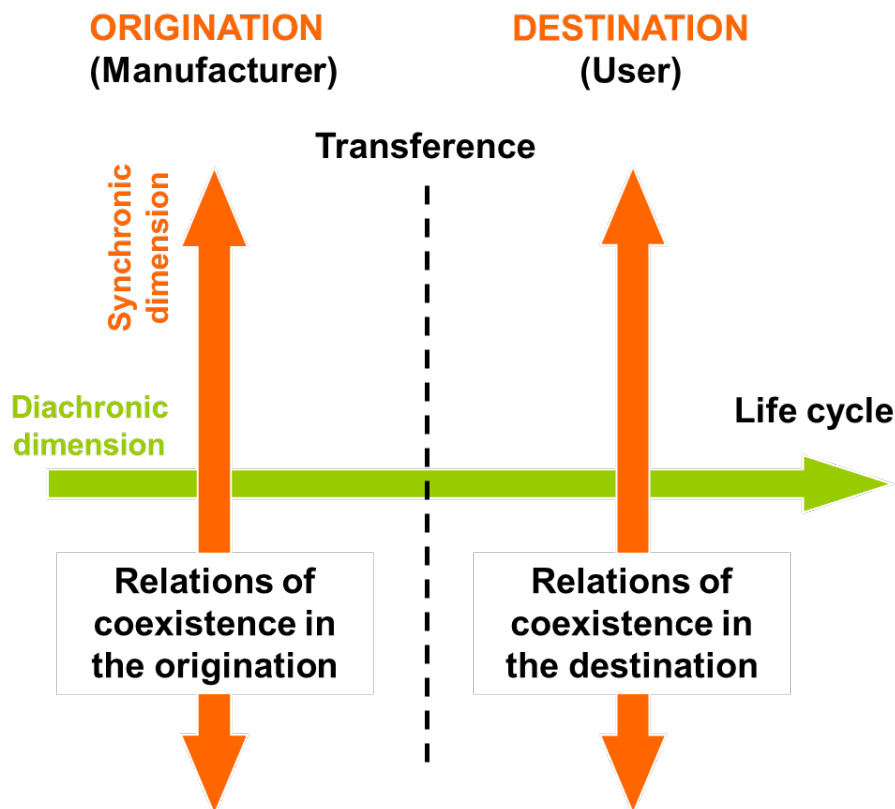 ORIGINATION
(Manufacturer)
DESTINATION
(User)
Transference
Synchronic
dimension
Diachronic
dimension
Life cycle
Relations of
coexistence in
the origination
Relations of
coexistence in
the destination